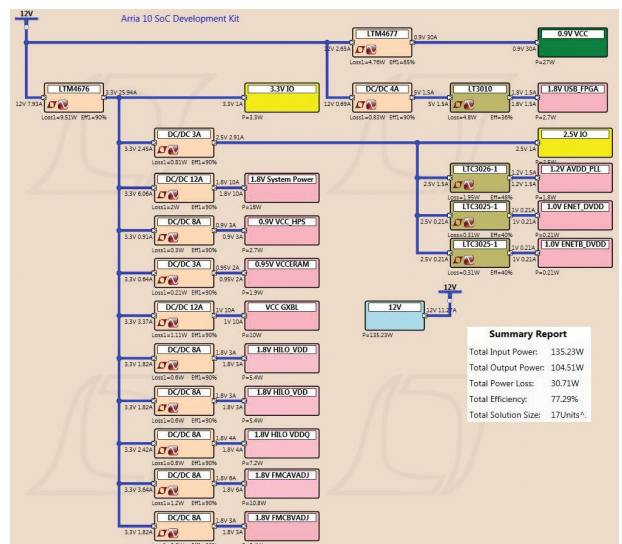 12V
Arria 10 SoC Development Kit
LTM4677
12V 2.65A
0.9V 30A
Loss1=4.76W Eff1=85%
0.9V VCC
0.9V 30A
P=27W
LTM4676
12V 7.93A
3.3V 25.94A
Loss1=9.51W Eff1=90%
3.3V IO
3.3V 1A
P=3.3W
DC/DC 4A
12V 0.69A
5V 1.5A
Loss1=0.83W Eff1=90%
LT3010
5V 1.5A
1.8V 1.5A
Loss=4.8W Eff=36%
1.8V USB_FPGA
1.8V 1.5A
P=2.7W
DC/DC 3A
3.3V 2.45A
2.5V 2.91A
Loss1=0.81W Eff1=90%
2.5V IO
2.5V 1A
P=2.5W
DC/DC 12A
3.3V 6.06A
1.8V 10A
Loss1=2W Eff1=90%
1.8V System Power
1.8V 10A
P=18W
LTC3026-1
2.5V 1.5A
1.2V 1.5A
Loss=1.95W Eff=48%
1.2V AVDD_PLL
1.2V 1.5A
P=1.8W
DC/DC 8A
3.3V 0.91A
0.9V 3A
Loss1=0.3W Eff1=90%
0.9V VCC_HPS
0.9V 3A
P=2.7W
LTC3025-1
2.5V 0.21A
1V 0.21A
Loss=0.31W Eff=40%
1.0V ENET_DVDD
1V 0.21A
P=0.21W
DC/DC 3A
3.3V 0.64A
0.95V 2A
Loss1=0.21W Eff1=90%
0.95V VCCERAM
0.95V 2A
P=1.9W
LTC3025-1
2.5V 0.21A
1V 0.21A
Loss=0.31W Eff=40%
1.0V ENETB_DVDD
1V 0.21A
P=0.21W
DC/DC 12A
3.3V 3.37A
1V 10A
Loss1=1.11W Eff1=90%
VCC GXBL
1V 10A
P=10W
12V
12V
12V 11.27A
P=135.23W
DC/DC 8A
3.3V 1.82A
1.8V 3A
Loss1=0.6W Eff1=90%
1.8V HILO_VDD
1.8V 3A
P=5.4W
DC/DC 8A
3.3V 1.82A
1.8V 3A
Loss1=0.6W Eff1=90%
1.8V HILO_VDD
1.8V 3A
P=5.4W
DC/DC 8A
3.3V 2.42A
1.8V 4A
Loss1=0.8W Eff1=90%
1.8V HILO VDDQ
1.8V 4A
P=7.2W
DC/DC 8A
3.3V 3.64A
1.8V 6A
Loss1=1.2W Eff1=90%
1.8V FMCAVADJ
1.8V 6A
P=10.8W
DC/DC 8A
3.3V 1.82A
1.8V 3A
1.8V FMCBVADJ
1.8V 3A
Summary Report
Total Input Power: 135.23W
Total Output Power: 104.51W
Total Power Loss: 30.71W
Total Efficiency: 77.29%
Total Solution Size: 17Units^.